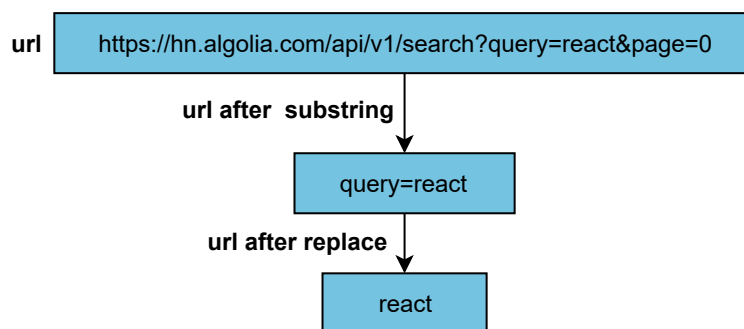 url https://hn.algolia.com/api/v1/search?query=react&page=0
url after substring
query=react
url after replace
react